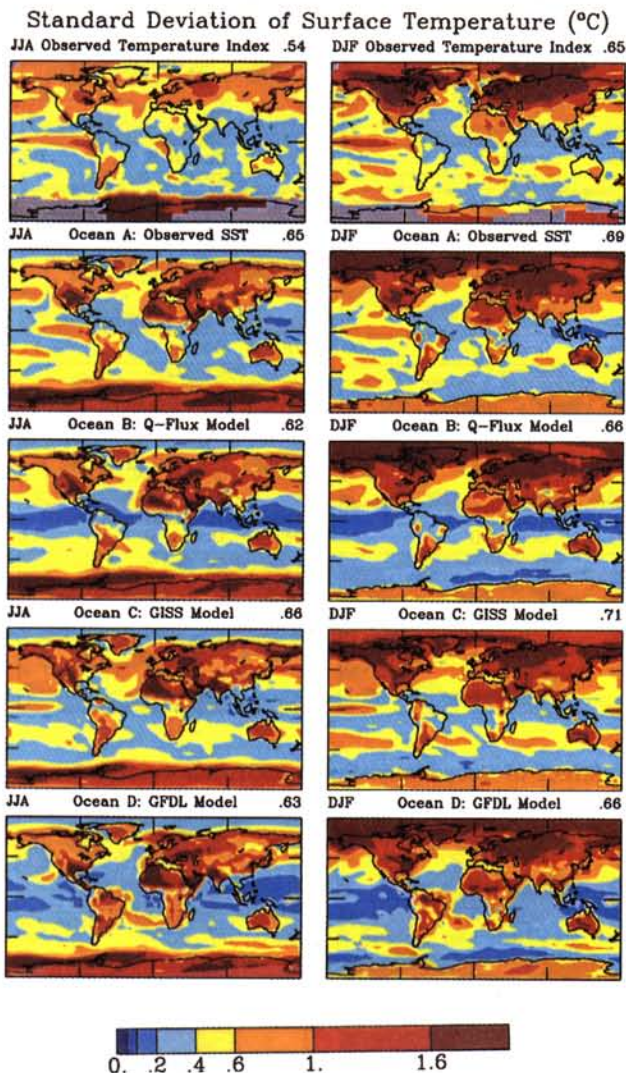 Standard Deviation of Surface Temperature (°C)
JJA Observed Temperature Index .54
DJF Observed Temperature Index .65
JJA Ocean A: Observed SST .65
DJF Ocean A: Observed SST .69
JJA Ocean B: Q-Flux Model .62
DJF Ocean B: Q-Flux Model .66
JJA Ocean C: GISS Model .66
DJF Ocean C: GISS Model .71
JJA Ocean D: GFDL Model .63
DJF Ocean D: GFDL Model .66
0. .2 .4 .6 1. 1.6